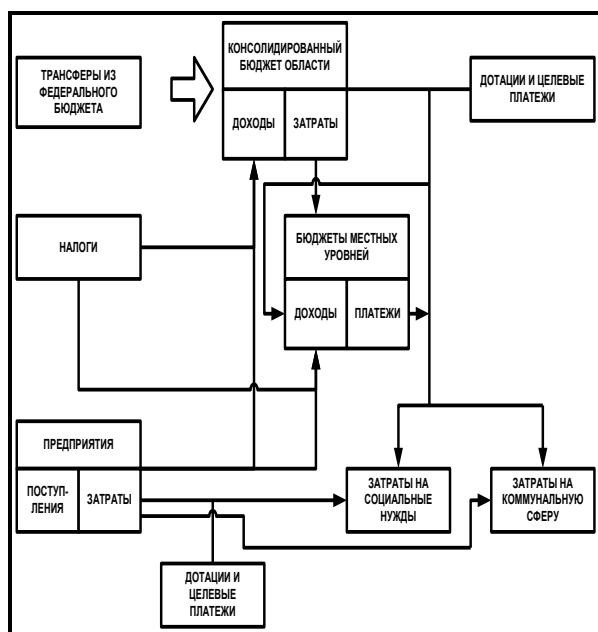 КОНСОЛИДИРОВАННЫЙ
БЮДЖЕТ ОБЛАСТИ
ТРАНСФЕРЫ ИЗ
ФЕДЕРАЛЬНОГО
БЮДЖЕТА
ДОТАЦИИ И ЦЕЛЕВЫЕ
ПЛАТЕЖИ
ДОХОДЫ
ЗАТРАТЫ
НАЛОГИ
БЮДЖЕТЫ МЕСТНЫХ
УРОВНЕЙ
ДОХОДЫ
ПЛАТЕЖИ
ПРЕДПРИЯТИЯ
ПОСТУП-
ЛЕНИЯ
ЗАТРАТЫ
ЗАТРАТЫ НА
СОЦИАЛЬНЫЕ
НУЖДЫ
ЗАТРАТЫ НА
КОММУНАЛЬНУЮ
СФЕРУ
ДОТАЦИИ И
ЦЕЛЕВЫЕ
ПЛАТЕЖИ